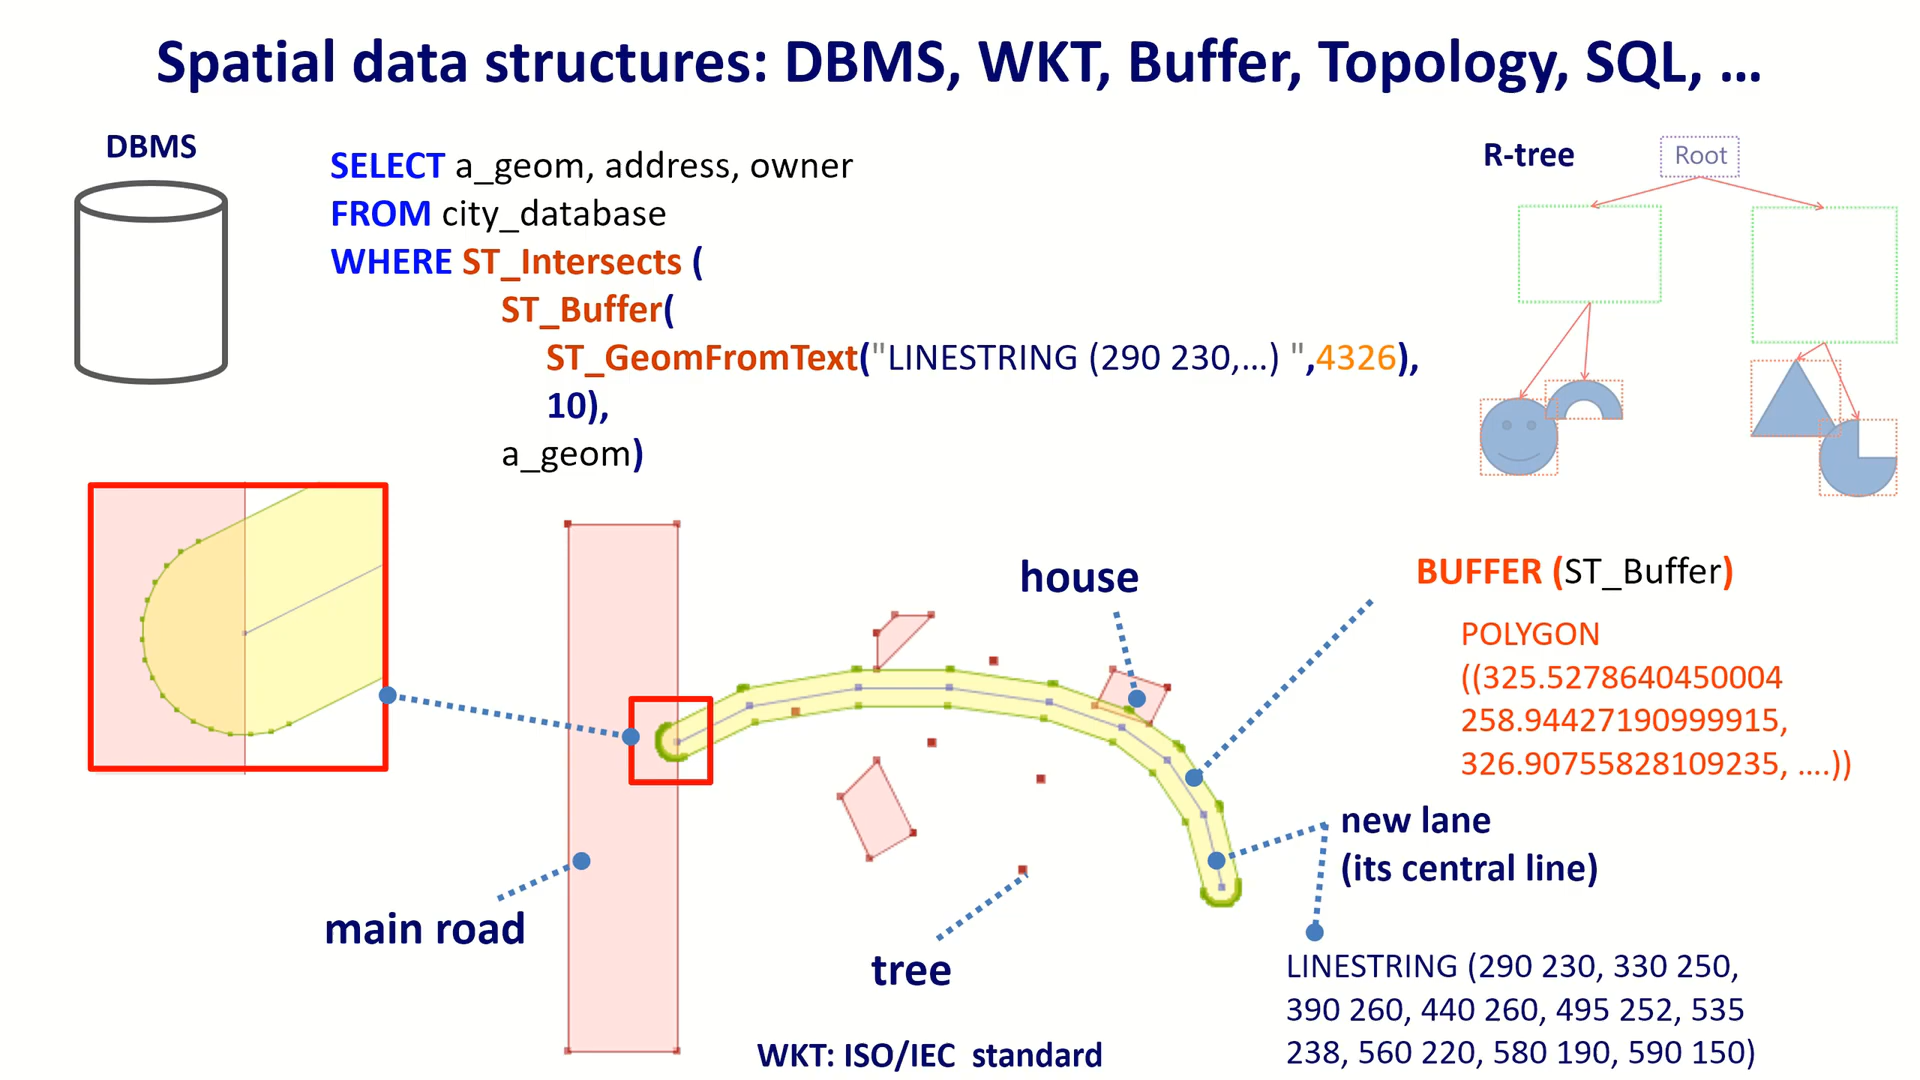 Spatial data structures: DBMS, WKT, Buffer, Topology, SQL, ...
DBMS
SELECT a_geom, address, owner
FROM city_database
WHERE ST_Intersects (
ST_Buffer(
ST_GeomFromText("LINESTRING (290 230,...) ",4326),
10),
a_geom)
R-tree
Root
house
main road
tree
BUFFER (ST_Buffer)
POLYGON
((325.5278640450004
258.94427190999915,
326.90755828109235, ....))
new lane
(its central line)
LINESTRING (290 230, 330 250,
390 260, 440 260, 495 252, 535
238, 560 220, 580 190, 590 150)
WKT: ISO/IEC  standard